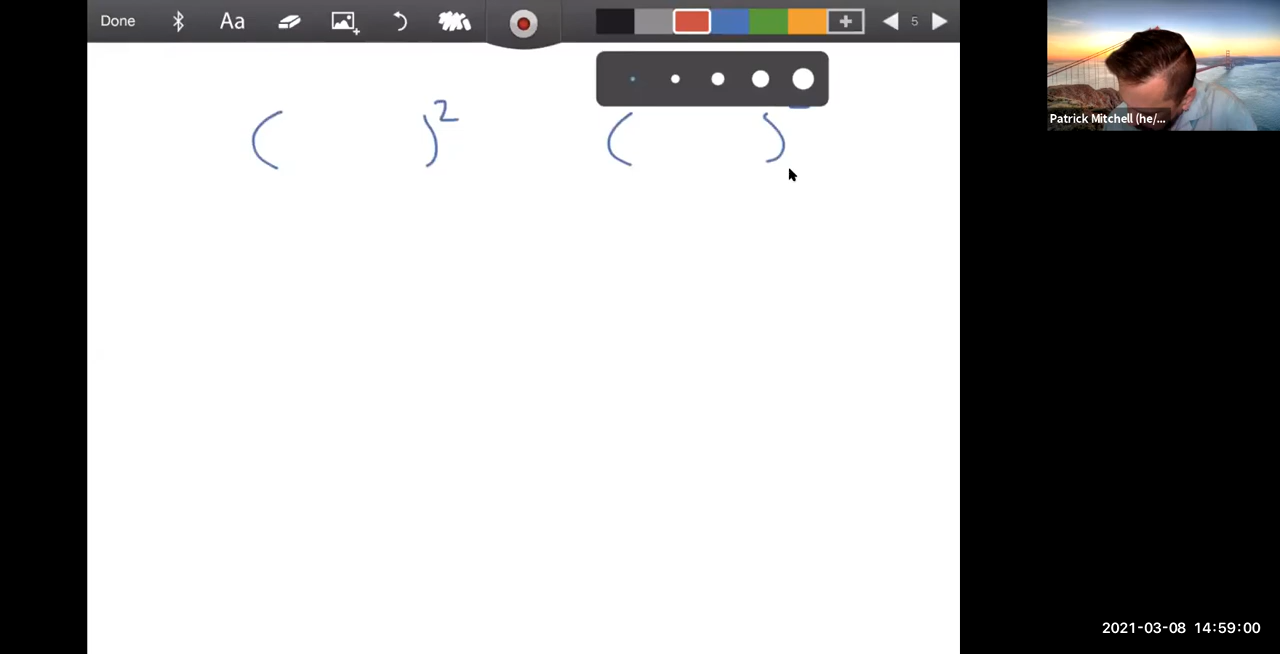 Done Aa 5
( )² ( )
Patrick Mitchell (he/...
2021-03-08 14:59:00